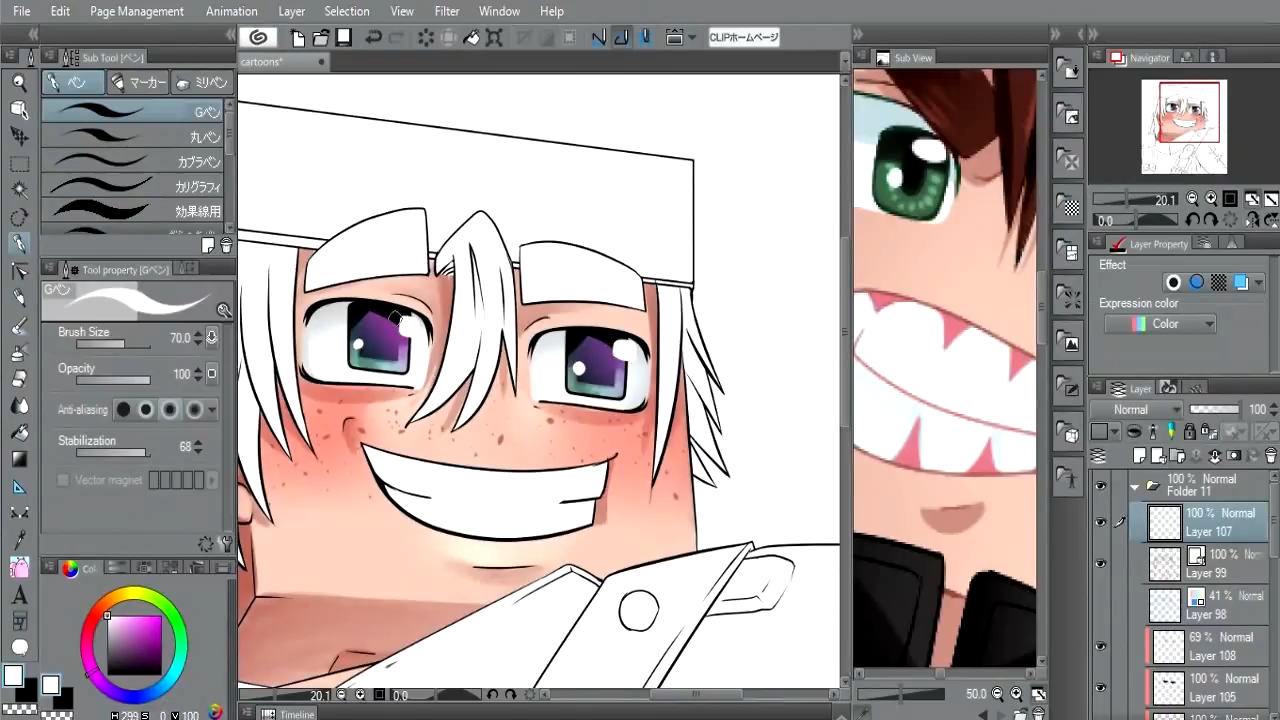 File Edit Page Management Animation Layer Selection View Filter Window Help
CLIPホームページ
Sub Tool [ペン]
cartoons*
Sub View
Navigator
ペン マーカー ミリペン
Gペン
丸ペン
カブラペン
カリグラフィ
効果線用
20.1
0.0
Layer Property
Effect
Tool property [Gペン]
Gペン
Expression color
Color
Brush Size 70.0
Opacity 100
Anti-aliasing
Stabilization 68
Vector magnet
Layer
Normal 100
100 % Normal
Folder 11
100 % Normal
Layer 107
100 %
Layer 99
41 % Normal
Layer 98
69 % Normal
Layer 108
100 % Normal
Layer 105
20.1 0.0
50.0
H 299 S 0 V 100
Timeline